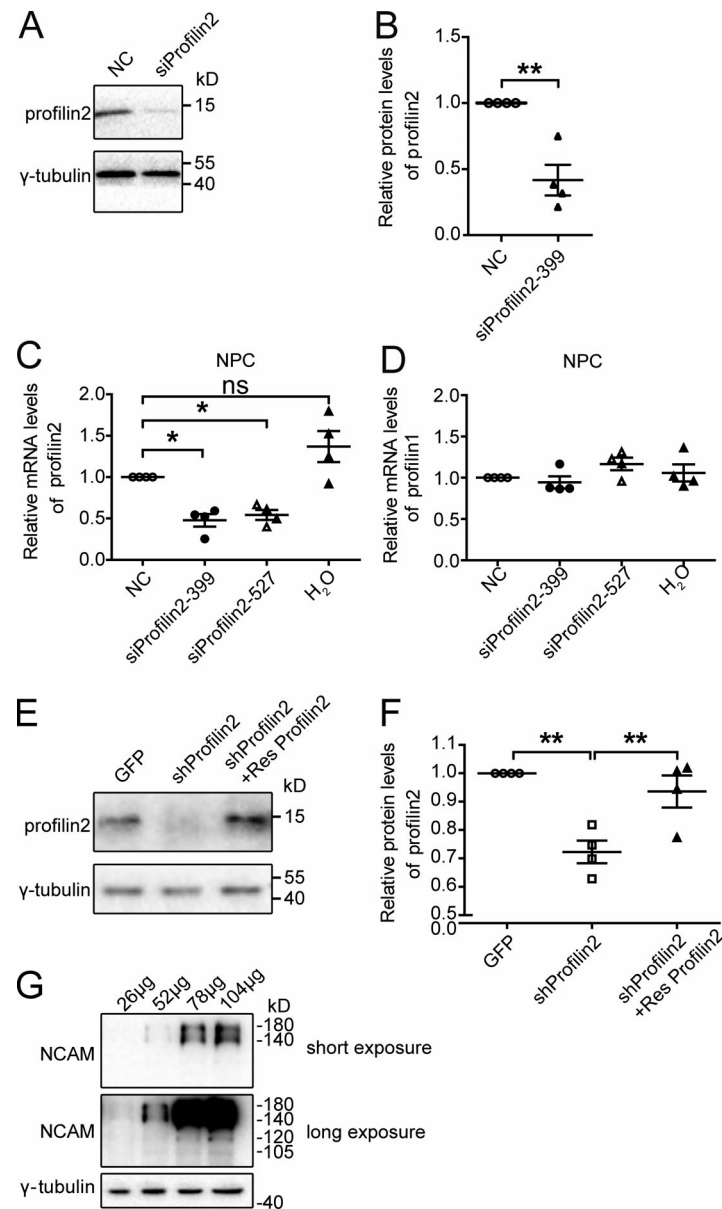 A
NC
siProfilin2
kD
profilin2
15
γ-tubulin
55
40
B
Relative protein levels
of profilin2
1.5
1.0
0.5
0.0
**
NC
siProfilin2-399
C
NPC
Relative mRNA levels
of profilin2
2.0
1.5
1.0
0.5
0.0
ns
*
*
NC
siProfilin2-399
siProfilin2-527
H₂O
D
NPC
Relative mRNA levels
of profilin1
2.0
1.5
1.0
0.5
0.0
NC
siProfilin2-399
siProfilin2-527
H₂O
E
GFP
shProfilin2
shProfilin2
+Res Profilin2
kD
profilin2
15
γ-tubulin
55
40
F
Relative protein levels
of profilin2
1.1
1.0
0.9
0.8
0.7
0.6
0.5
0.0
**
**
GFP
shProfilin2
shProfilin2
+Res Profilin2
G
26µg
52µg
78µg
104µg
kD
NCAM
-180
-140
short exposure
NCAM
-180
-140
-120
-105
long exposure
γ-tubulin
-40